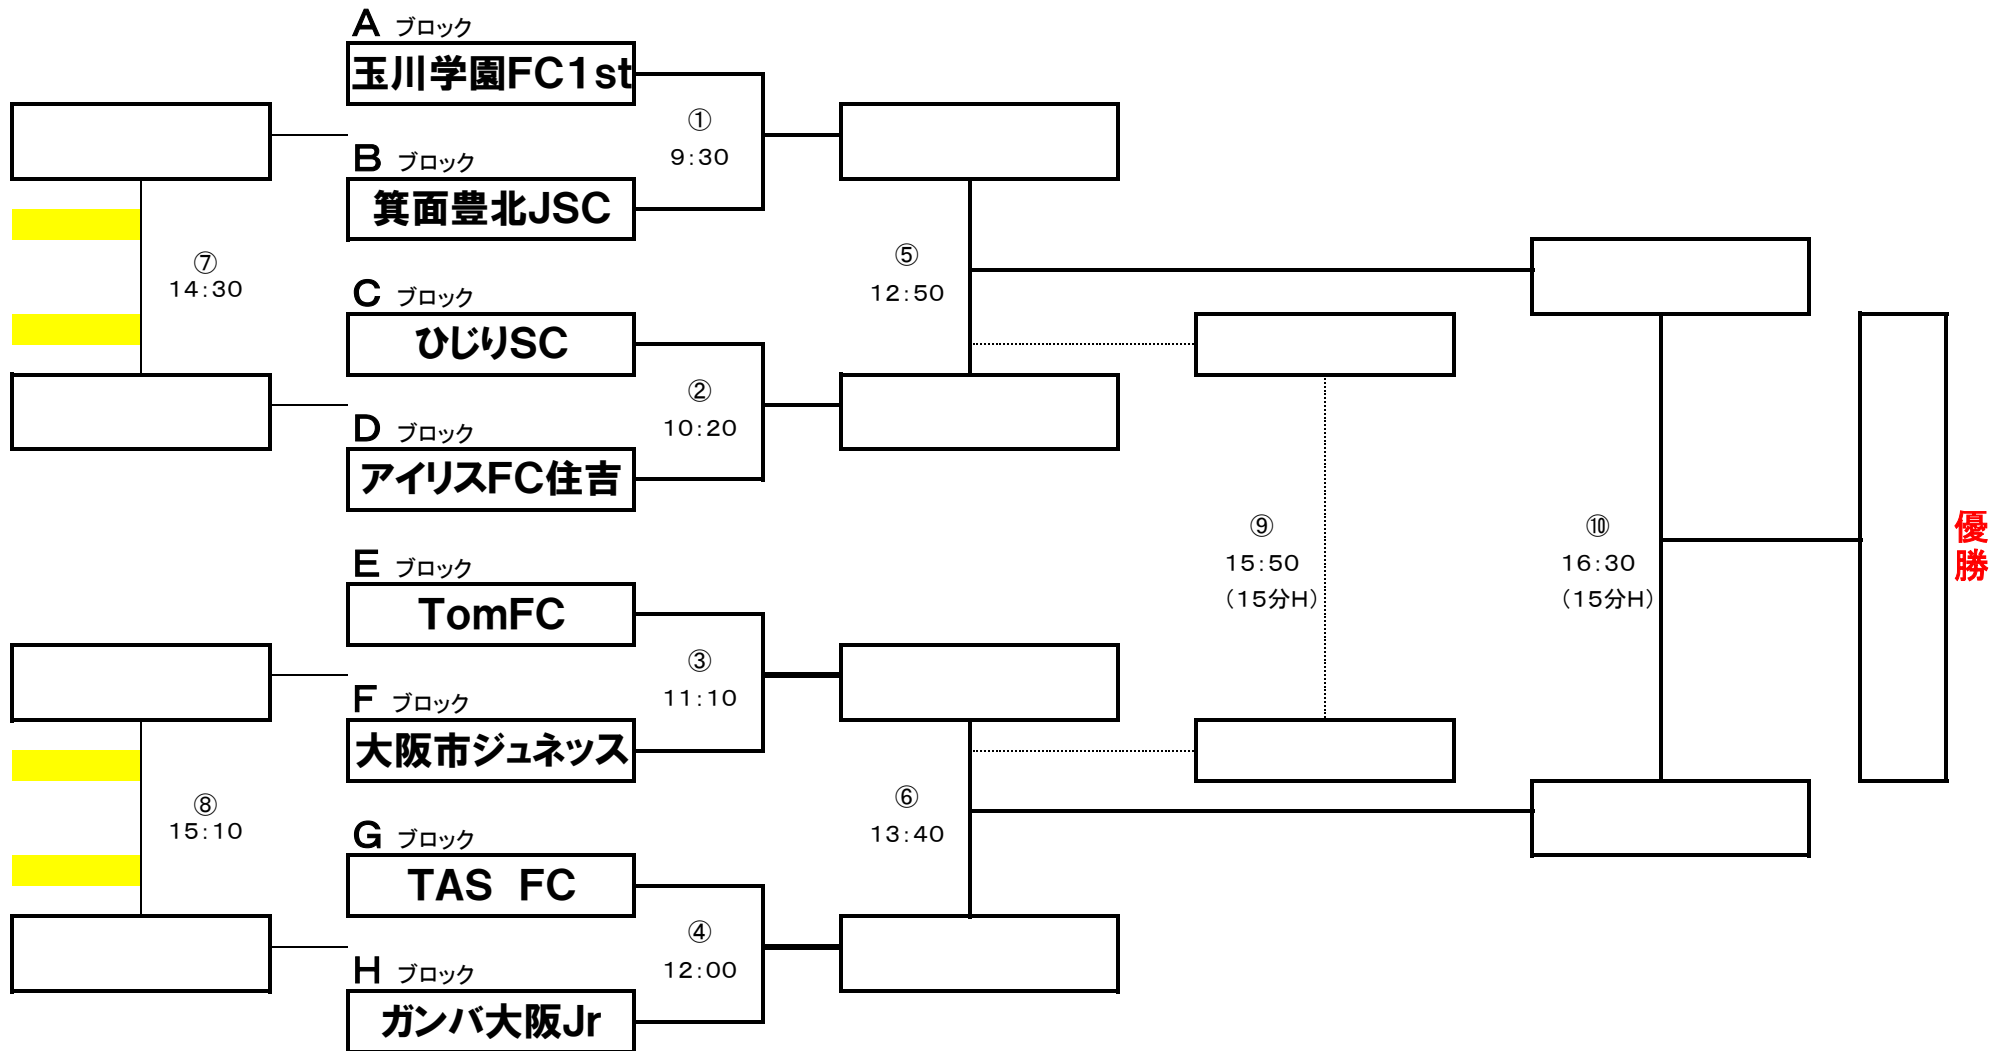 A ブロック
玉川学園FC1st
①
9:30
B ブロック
箕面豊北JSC
⑦
14:30
⑤
12:50
C ブロック
ひじりSC
②
10:20
D ブロック
アイリスFC住吉
⑨
15:50
(15分H)
⑩
16:30
(15分H)
優勝
E ブロック
TomFC
③
11:10
F ブロック
大阪市ジュネッス
⑧
15:10
⑥
13:40
G ブロック
TAS FC
④
12:00
H ブロック
ガンバ大阪Jr